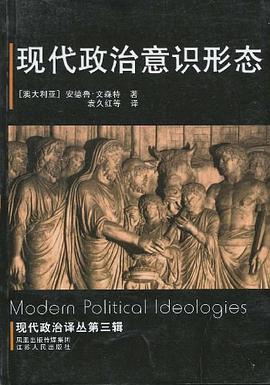 现代政治意识形态
[澳大利亚] 安德鲁·文森特 著
袁久红等 译
Modern Political Ideologies
现代政治译丛第三辑
凤凰出版传媒集团
江苏人民出版社